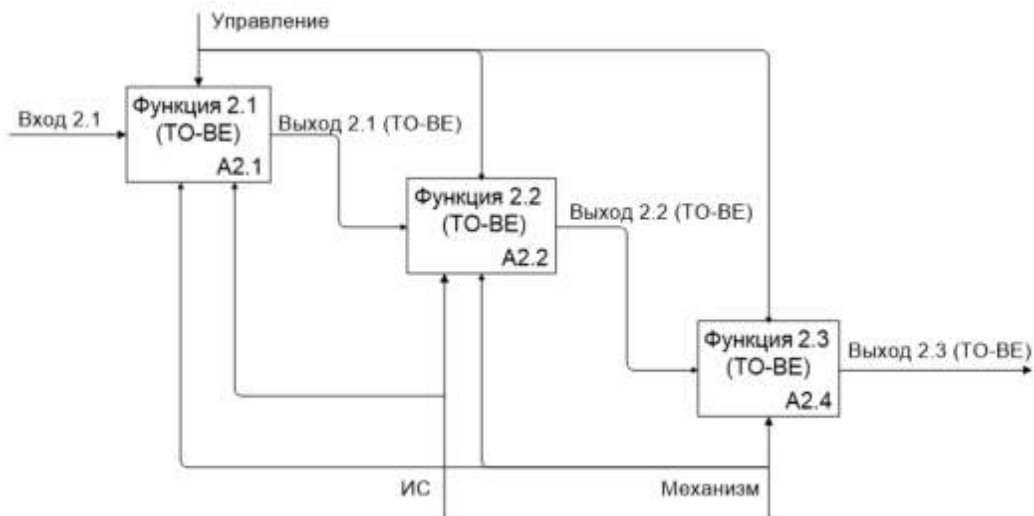 Управление
Вход 2.1
Функция 2.1
(TO-BE)
A2.1
Выход 2.1 (TO-BE)
Функция 2.2
(TO-BE)
A2.2
Выход 2.2 (TO-BE)
Функция 2.3
(TO-BE)
A2.4
Выход 2.3 (TO-BE)
ИС
Механизм